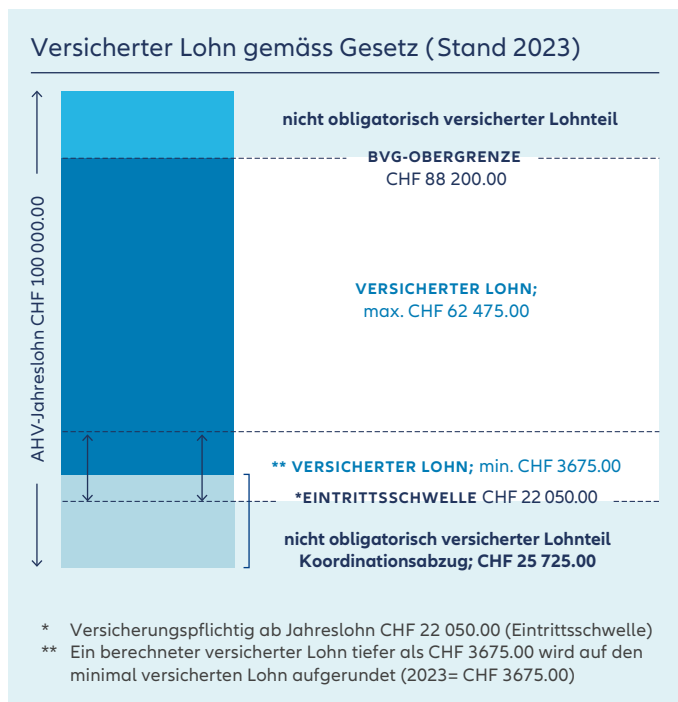 Versicherter Lohn gemäss Gesetz (Stand 2023)
AHV-Jahreslohn CHF 100 000.00
nicht obligatorisch versicherter Lohnteil
BVG-OBERGRENZE
CHF 88 200.00
VERSICHERTER LOHN;
max. CHF 62 475.00
** VERSICHERTER LOHN; min. CHF 3675.00
*EINTRITTSSCHWELLE CHF 22 050.00
nicht obligatorisch versicherter Lohnteil
Koordinationsabzug; CHF 25 725.00
* Versicherungspflichtig ab Jahreslohn CHF 22 050.00 (Eintrittsschwelle)
** Ein berechneter versicherter Lohn tiefer als CHF 3675.00 wird auf den
minimal versicherten Lohn aufgerundet (2023= CHF 3675.00)